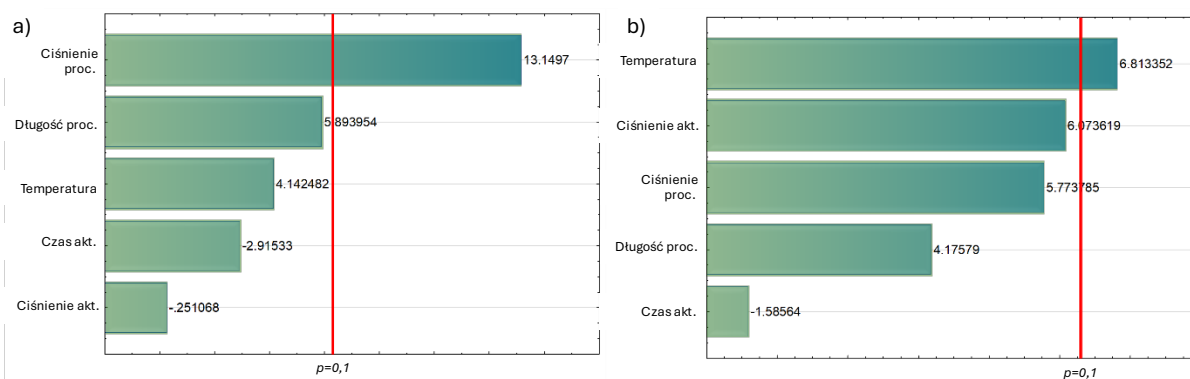 a)
Ciśnienie
proc.
13.1497
Długość proc.
5.893954
Temperatura
4.142482
Czas akt.
-2.91533
Ciśnienie akt.
-.251068
p=0,1
b)
Temperatura
6.813352
Ciśnienie akt.
6.073619
Ciśnienie
proc.
5.773785
Długość proc.
4.17579
Czas akt.
-1.58564
p=0,1